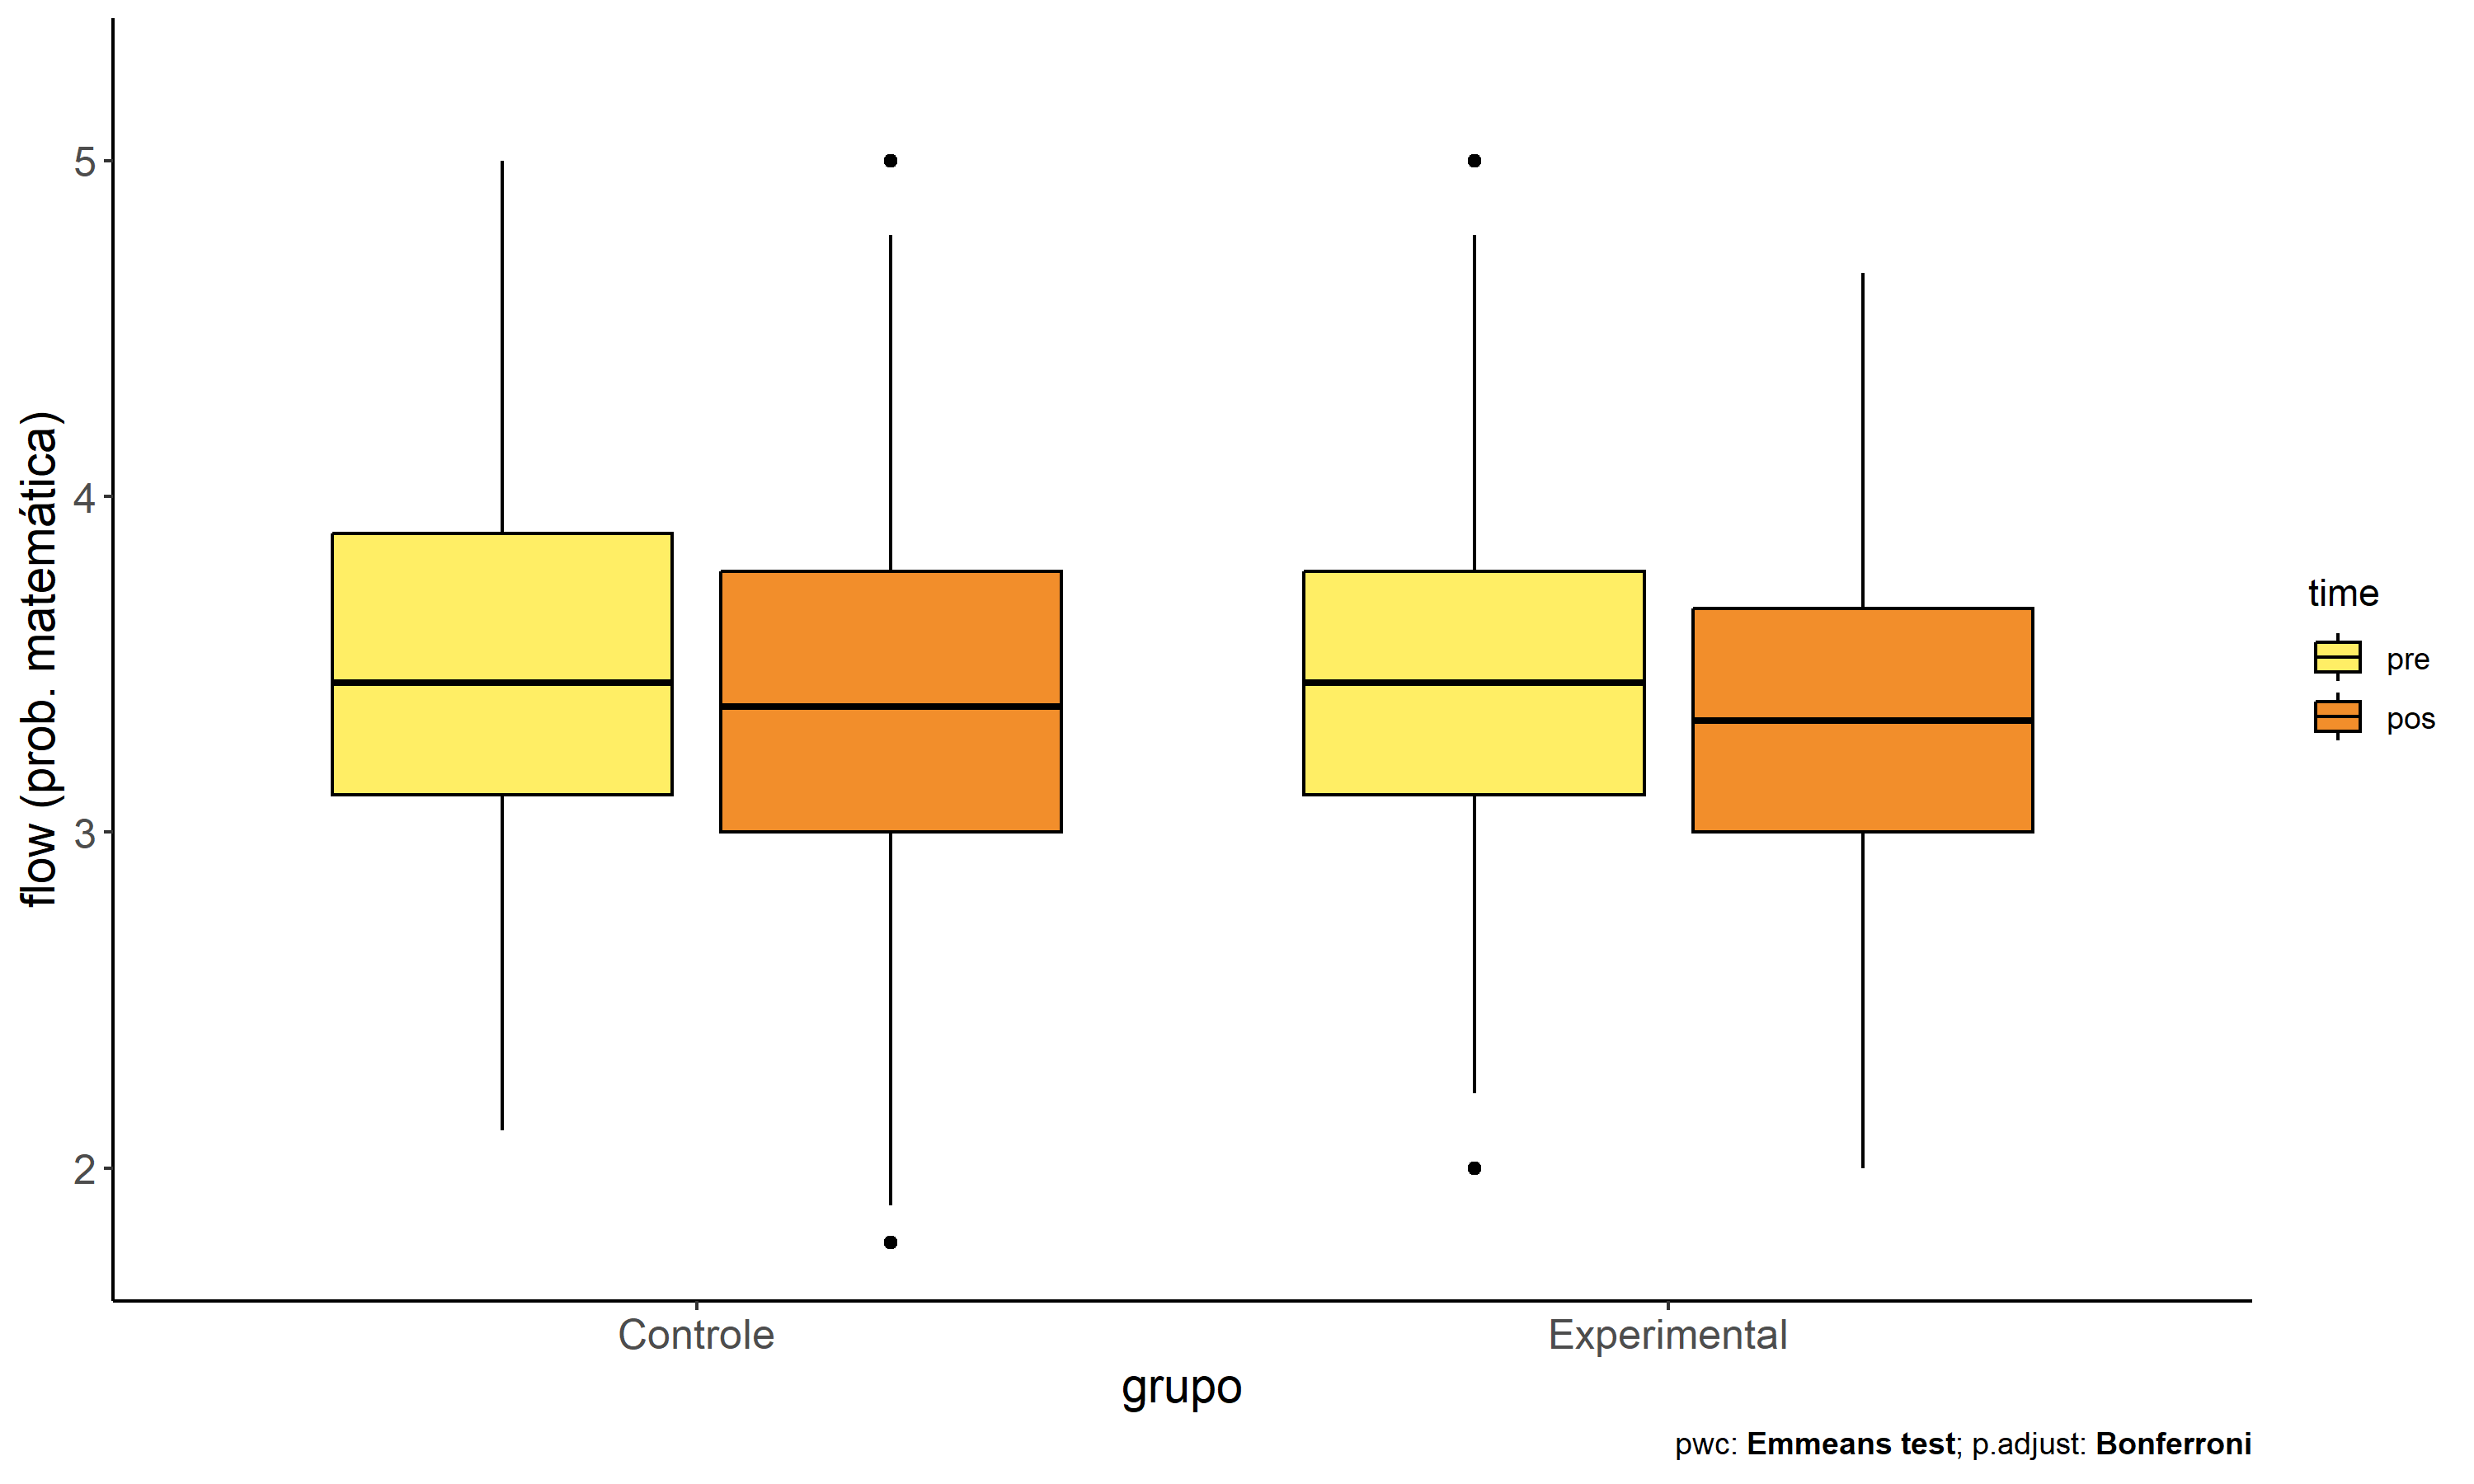 flow (prob. matemática)
5
4
3
2
Controle
Experimental
grupo
time
pre
pos
pwc: Emmeans test; p.adjust: Bonferroni